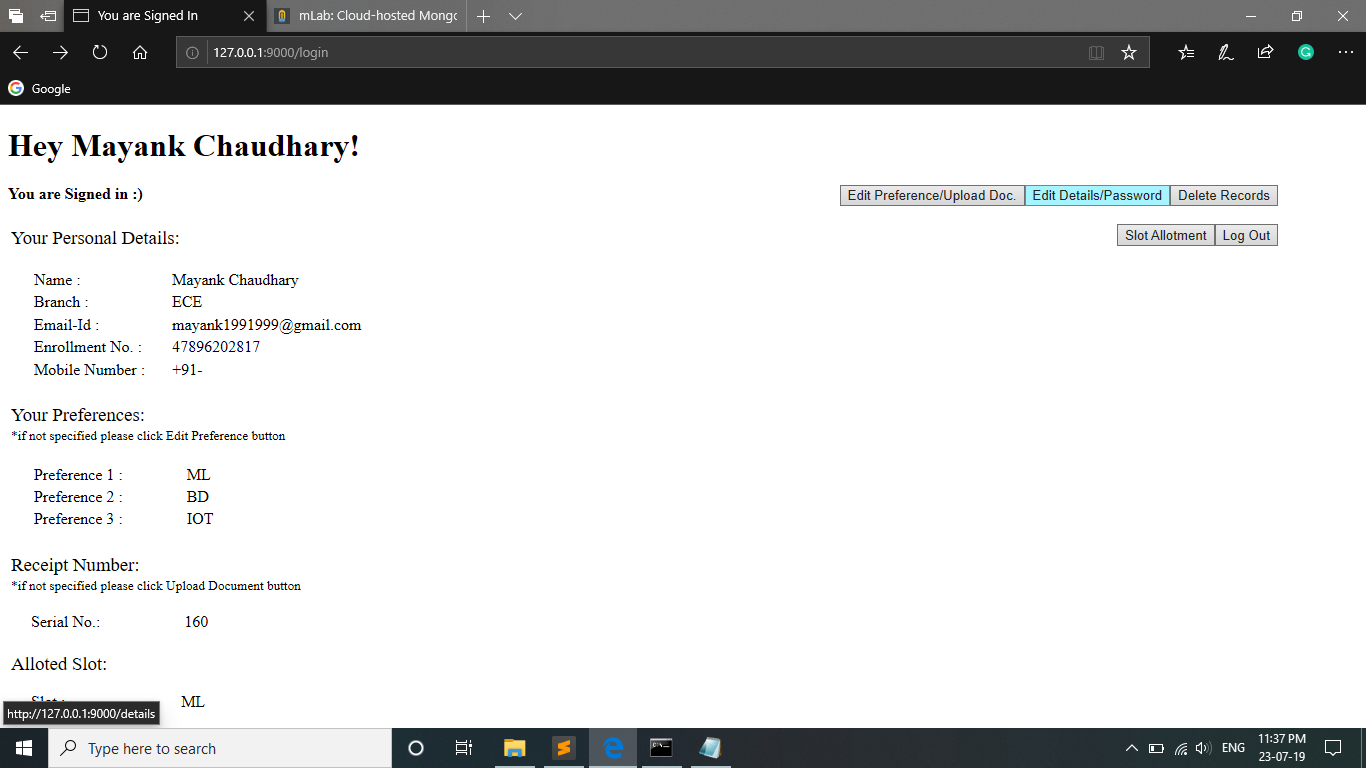 You are Signed In
mLab: Cloud-hosted Mongo
127.0.0.1:9000/login
Google
Hey Mayank Chaudhary!
You are Signed in :)
Edit Preference/Upload Doc. Edit Details/Password Delete Records
Slot Allotment Log Out
Your Personal Details:
Name : Mayank Chaudhary
Branch : ECE
Email-Id : mayank1991999@gmail.com
Enrollment No. : 47896202817
Mobile Number : +91-
Your Preferences:
*if not specified please click Edit Preference button
Preference 1 : ML
Preference 2 : BD
Preference 3 : IOT
Receipt Number:
*if not specified please click Upload Document button
Serial No.: 160
Alloted Slot:
Slot : ML
http://127.0.0.1:9000/details
Type here to search
ENG
11:37 PM
23-07-19